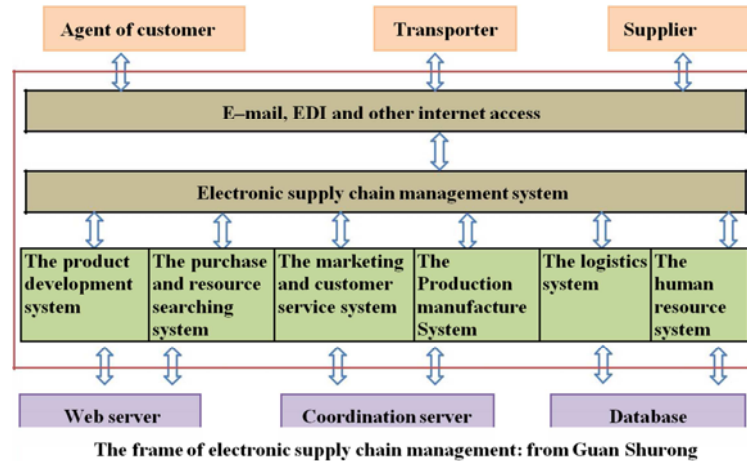 Agent of customer
Transporter
Supplier
E–mail, EDI and other internet access
Electronic supply chain management system
The product
development
system
The purchase
and resource
searching
system
The marketing
and customer
service system
The
Production
manufacture
System
The logistics
system
The
human
resource
system
Web server
Coordination server
Database
The frame of electronic supply chain management: from Guan Shurong